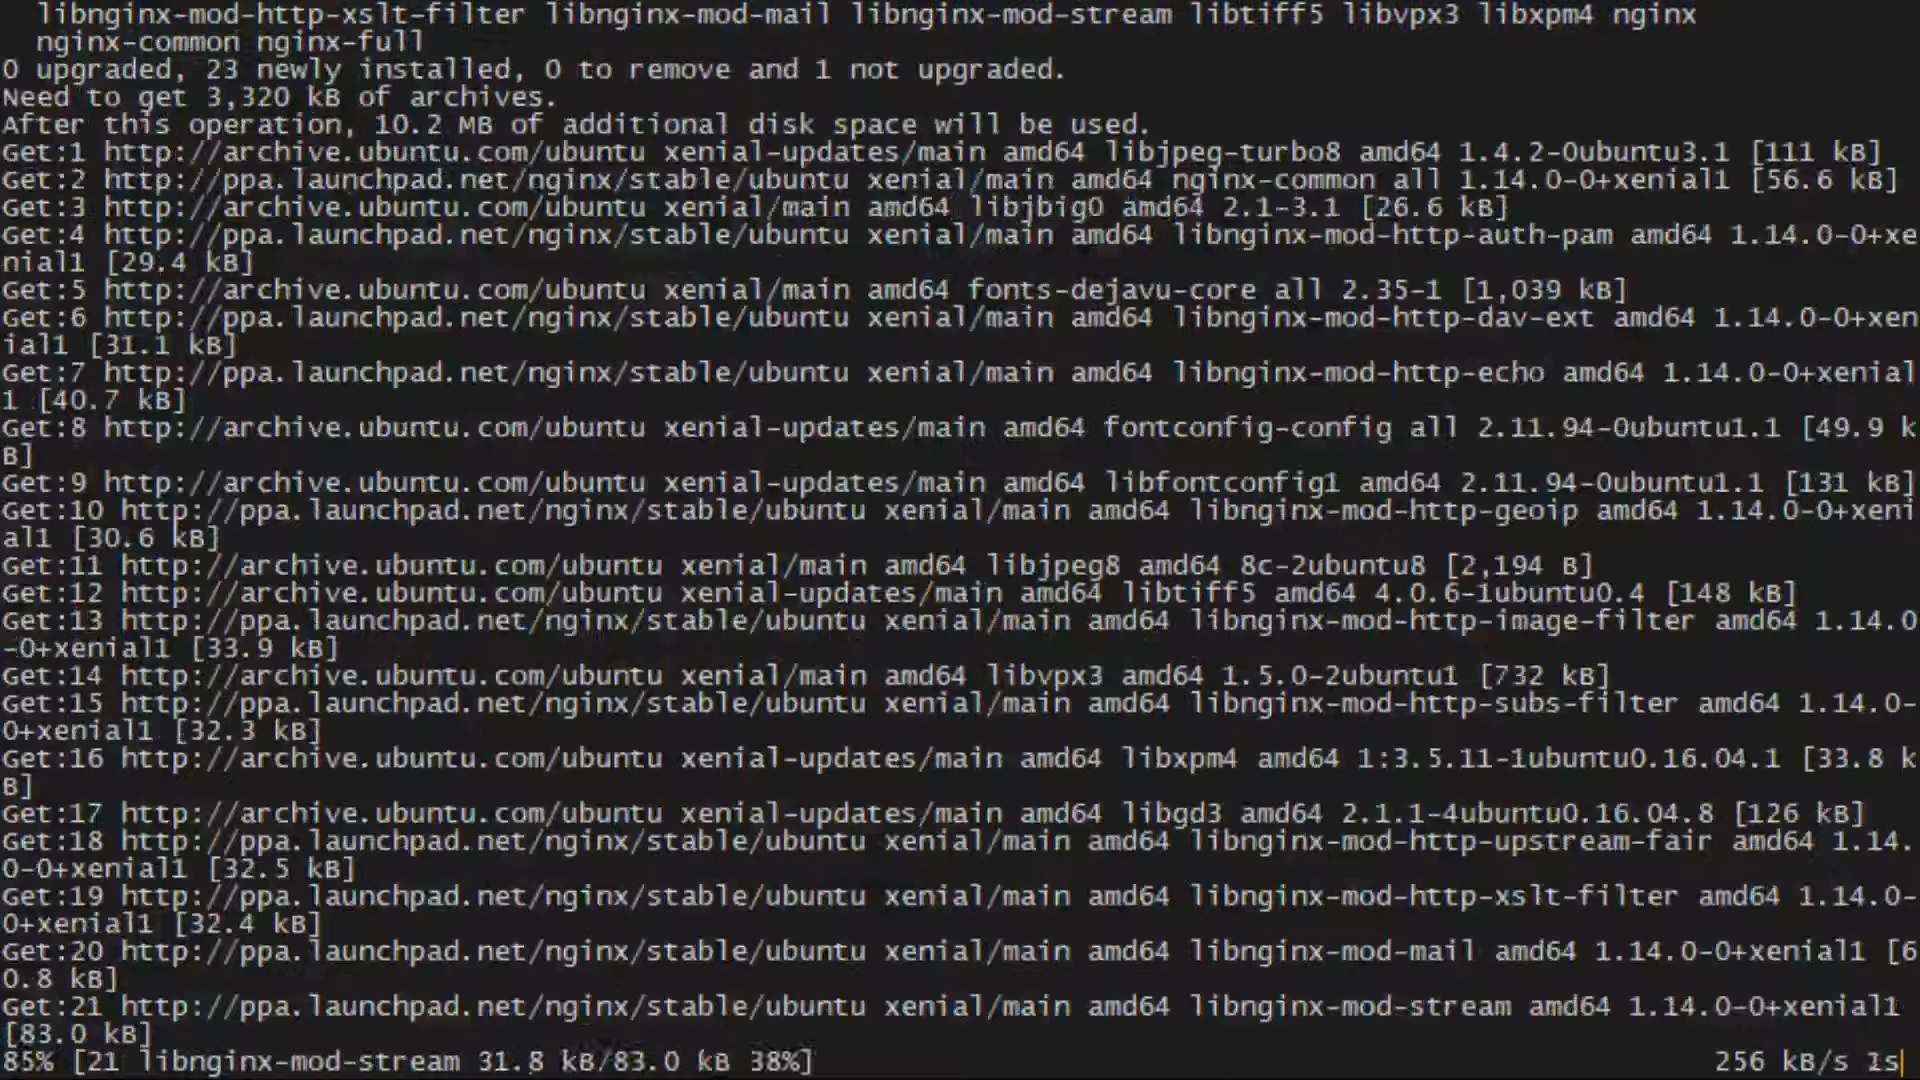 libnginx-mod-http-xslt-filter libnginx-mod-mail libnginx-mod-stream libtiff5 libvpx3 libxpm4 nginx
nginx-common nginx-full
0 upgraded, 23 newly installed, 0 to remove and 1 not upgraded.
Need to get 3,320 kB of archives.
After this operation, 10.2 MB of additional disk space will be used.
Get:1 http://archive.ubuntu.com/ubuntu xenial-updates/main amd64 libjpeg-turbo8 amd64 1.4.2-0ubuntu3.1 [111 kB]
Get:2 http://ppa.launchpad.net/nginx/stable/ubuntu xenial/main amd64 nginx-common all 1.14.0-0+xenial1 [56.6 kB]
Get:3 http://archive.ubuntu.com/ubuntu xenial/main amd64 libjbig0 amd64 2.1-3.1 [26.6 kB]
Get:4 http://ppa.launchpad.net/nginx/stable/ubuntu xenial/main amd64 libnginx-mod-http-auth-pam amd64 1.14.0-0+xe
nial1 [29.4 kB]
Get:5 http://archive.ubuntu.com/ubuntu xenial/main amd64 fonts-dejavu-core all 2.35-1 [1,039 kB]
Get:6 http://ppa.launchpad.net/nginx/stable/ubuntu xenial/main amd64 libnginx-mod-http-dav-ext amd64 1.14.0-0+xen
ial1 [31.1 kB]
Get:7 http://ppa.launchpad.net/nginx/stable/ubuntu xenial/main amd64 libnginx-mod-http-echo amd64 1.14.0-0+xenial
1 [40.7 kB]
Get:8 http://archive.ubuntu.com/ubuntu xenial-updates/main amd64 fontconfig-config all 2.11.94-0ubuntu1.1 [49.9 k
B]
Get:9 http://archive.ubuntu.com/ubuntu xenial-updates/main amd64 libfontconfig1 amd64 2.11.94-0ubuntu1.1 [131 kB]
Get:10 http://ppa.launchpad.net/nginx/stable/ubuntu xenial/main amd64 libnginx-mod-http-geoip amd64 1.14.0-0+xeni
al1 [30.6 kB]
Get:11 http://archive.ubuntu.com/ubuntu xenial/main amd64 libjpeg8 amd64 8c-2ubuntu8 [2,194 B]
Get:12 http://archive.ubuntu.com/ubuntu xenial-updates/main amd64 libtiff5 amd64 4.0.6-1ubuntu0.4 [148 kB]
Get:13 http://ppa.launchpad.net/nginx/stable/ubuntu xenial/main amd64 libnginx-mod-http-image-filter amd64 1.14.0
-0+xenial1 [33.9 kB]
Get:14 http://archive.ubuntu.com/ubuntu xenial/main amd64 libvpx3 amd64 1.5.0-2ubuntu1 [732 kB]
Get:15 http://ppa.launchpad.net/nginx/stable/ubuntu xenial/main amd64 libnginx-mod-http-subs-filter amd64 1.14.0-
0+xenial1 [32.3 kB]
Get:16 http://archive.ubuntu.com/ubuntu xenial-updates/main amd64 libxpm4 amd64 1:3.5.11-1ubuntu0.16.04.1 [33.8 k
B]
Get:17 http://archive.ubuntu.com/ubuntu xenial-updates/main amd64 libgd3 amd64 2.1.1-4ubuntu0.16.04.8 [126 kB]
Get:18 http://ppa.launchpad.net/nginx/stable/ubuntu xenial/main amd64 libnginx-mod-http-upstream-fair amd64 1.14.
0-0+xenial1 [32.5 kB]
Get:19 http://ppa.launchpad.net/nginx/stable/ubuntu xenial/main amd64 libnginx-mod-http-xslt-filter amd64 1.14.0-
0+xenial1 [32.4 kB]
Get:20 http://ppa.launchpad.net/nginx/stable/ubuntu xenial/main amd64 libnginx-mod-mail amd64 1.14.0-0+xenial1 [6
0.8 kB]
Get:21 http://ppa.launchpad.net/nginx/stable/ubuntu xenial/main amd64 libnginx-mod-stream amd64 1.14.0-0+xenial1
[83.0 kB]
85% [21 libnginx-mod-stream 31.8 kB/83.0 kB 38%] 256 kB/s 1s